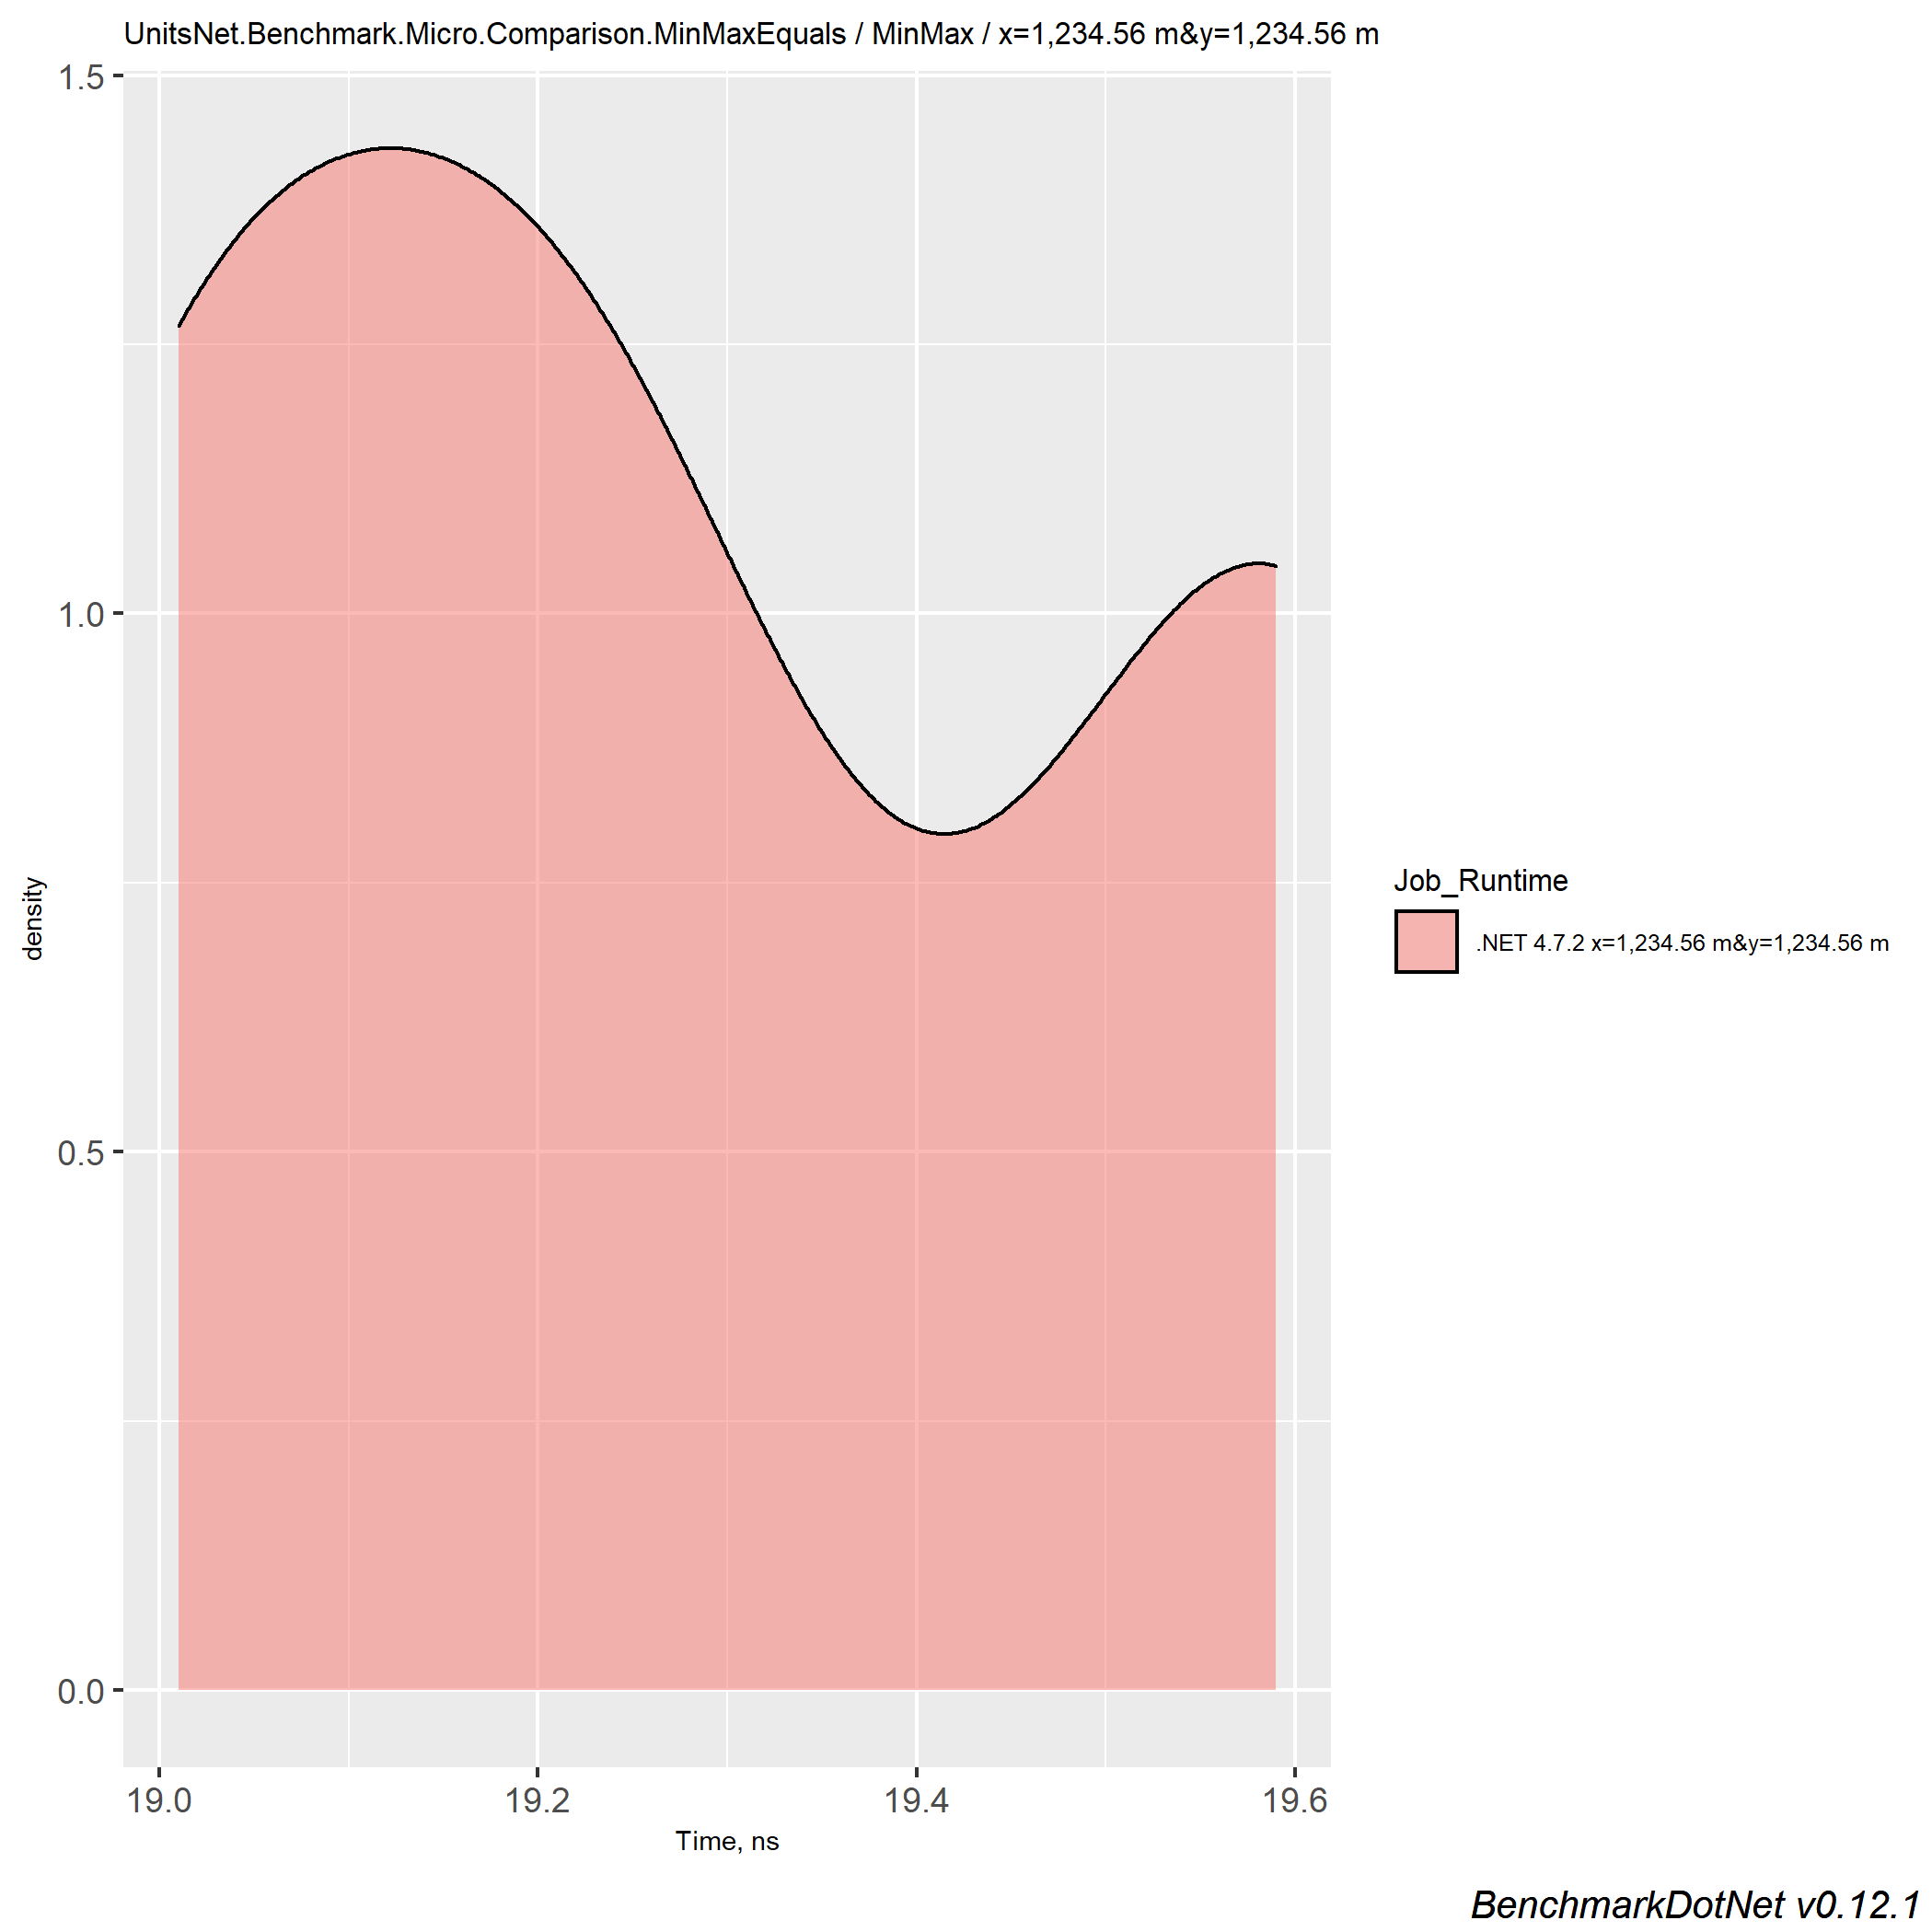 UnitsNet.Benchmark.Micro.Comparison.MinMaxEquals / MinMax / x=1,234.56 m&y=1,234.56 m
1.5
1.0
0.5
0.0
density
19.0 19.2 19.4 19.6
Time, ns
Job_Runtime
.NET 4.7.2 x=1,234.56 m&y=1,234.56 m
BenchmarkDotNet v0.12.1